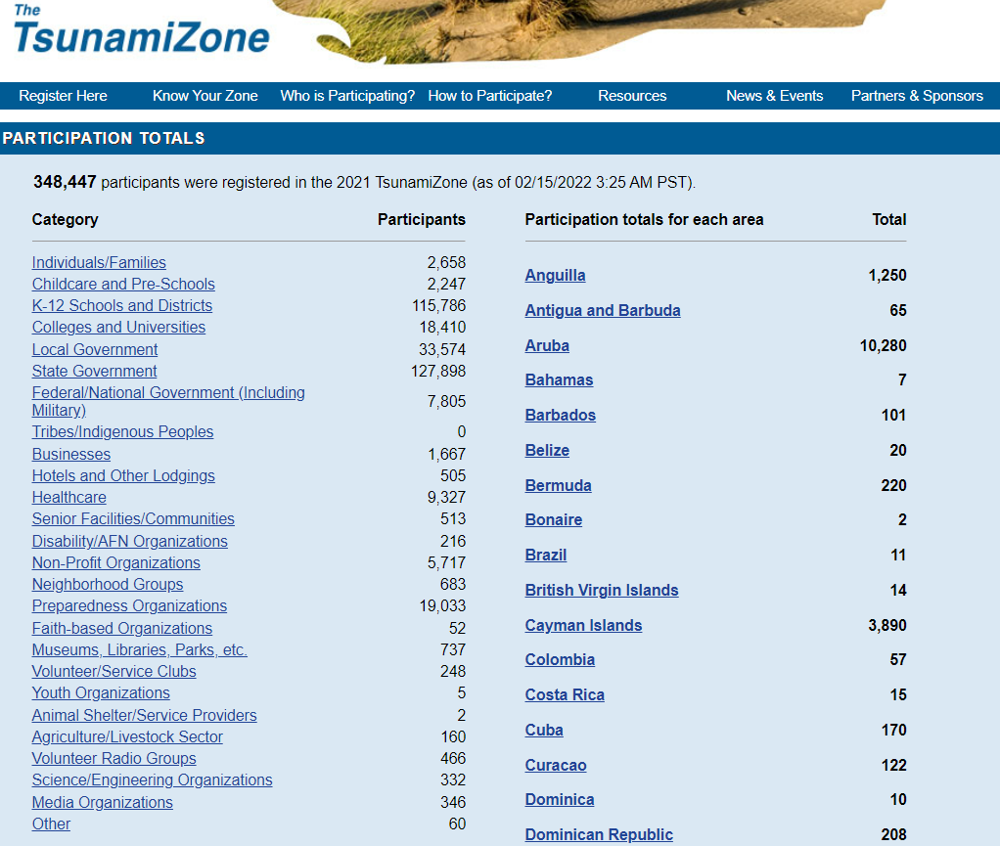 The
TsunamiZone
Register Here Know Your Zone Who is Participating? How to Participate? Resources News & Events Partners & Sponsors
PARTICIPATION TOTALS
348,447 participants were registered in the 2021 TsunamiZone (as of 02/15/2022 3:25 AM PST).
Category Participants
Individuals/Families 2,658
Childcare and Pre-Schools 2,247
K-12 Schools and Districts 115,786
Colleges and Universities 18,410
Local Government 33,574
State Government 127,898
Federal/National Government (Including
Military) 7,805
Tribes/Indigenous Peoples 0
Businesses 1,667
Hotels and Other Lodgings 505
Healthcare 9,327
Senior Facilities/Communities 513
Disability/AFN Organizations 216
Non-Profit Organizations 5,717
Neighborhood Groups 683
Preparedness Organizations 19,033
Faith-based Organizations 52
Museums, Libraries, Parks, etc. 737
Volunteer/Service Clubs 248
Youth Organizations 5
Animal Shelter/Service Providers 2
Agriculture/Livestock Sector 160
Volunteer Radio Groups 466
Science/Engineering Organizations 332
Media Organizations 346
Other 60
Participation totals for each area Total
Anguilla 1,250
Antigua and Barbuda 65
Aruba 10,280
Bahamas 7
Barbados 101
Belize 20
Bermuda 220
Bonaire 2
Brazil 11
British Virgin Islands 14
Cayman Islands 3,890
Colombia 57
Costa Rica 15
Cuba 170
Curacao 122
Dominica 10
Dominican Republic 208